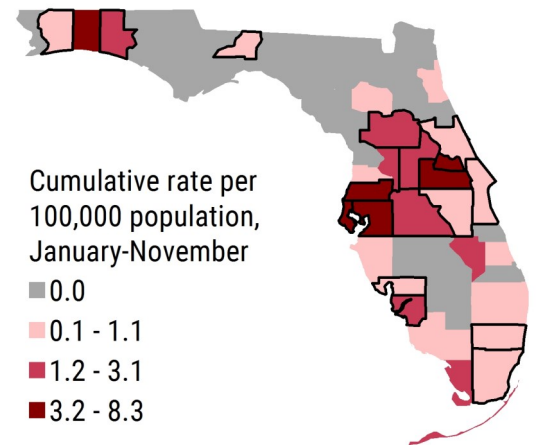 Cumulative rate per
100,000 population,
January-November
0.0
0.1 - 1.1
1.2 - 3.1
3.2 - 8.3